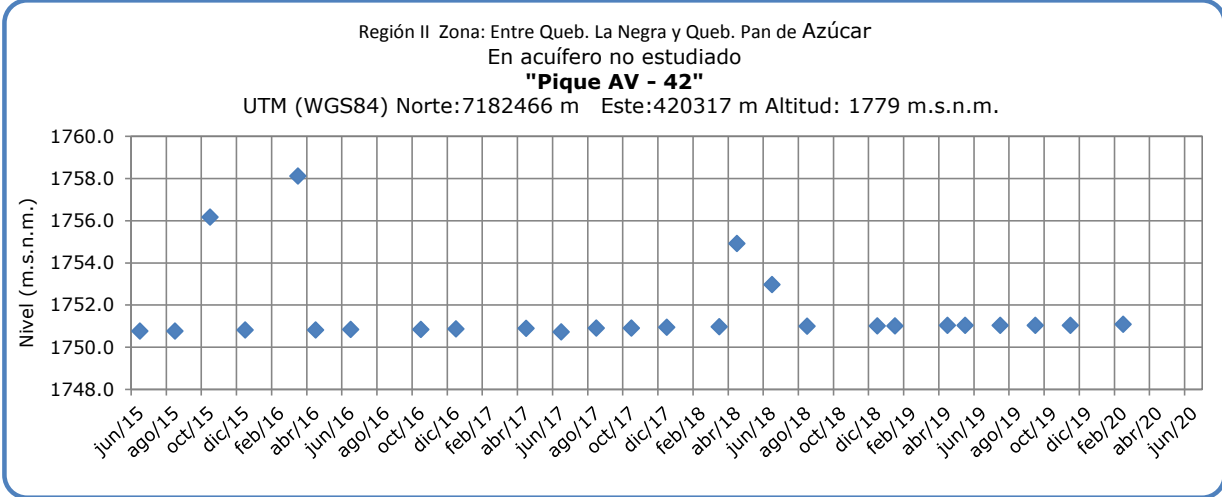 Región II Zona: Entre Queb. La Negra y Queb. Pan de Azúcar
En acuífero no estudiado
"Pique AV - 42"
UTM (WGS84) Norte:7182466 m Este:420317 m Altitud: 1779 m.s.n.m.
Nivel (m.s.n.m.)
1760.0
1758.0
1756.0
1754.0
1752.0
1750.0
1748.0
jun/15
ago/15
oct/15
dic/15
feb/16
abr/16
jun/16
ago/16
oct/16
dic/16
feb/17
abr/17
jun/17
ago/17
oct/17
dic/17
feb/18
abr/18
jun/18
ago/18
oct/18
dic/18
feb/19
abr/19
jun/19
ago/19
oct/19
dic/19
feb/20
abr/20
jun/20